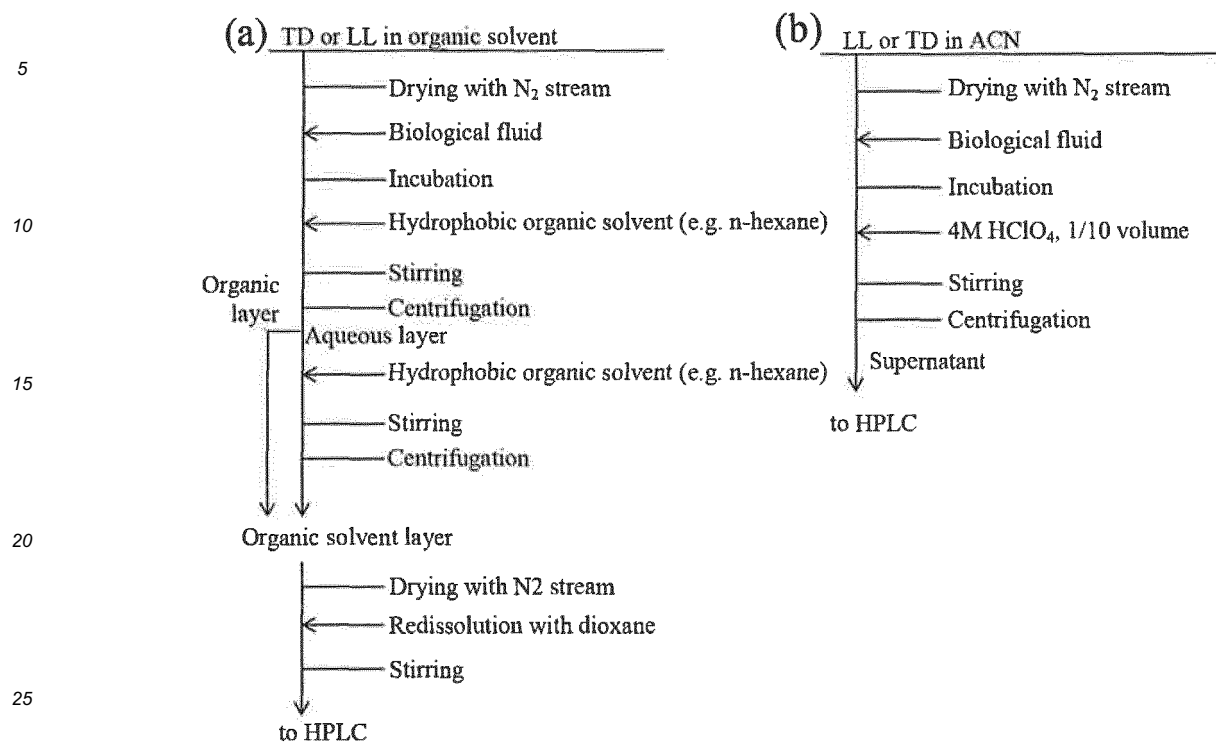 (a) TD or LL in organic solvent
5
Drying with N₂ stream
Biological fluid
Incubation
10
Hydrophobic organic solvent (e.g. n-hexane)
Stirring
Organic
layer
Centrifugation
Aqueous layer
15
Hydrophobic organic solvent (e.g. n-hexane)
Stirring
Centrifugation
20
Organic solvent layer
Drying with N2 stream
Redissolution with dioxane
Stirring
25
to HPLC
(b) LL or TD in ACN
Drying with N₂ stream
Biological fluid
Incubation
4M HClO₄, 1/10 volume
Stirring
Centrifugation
Supernatant
to HPLC